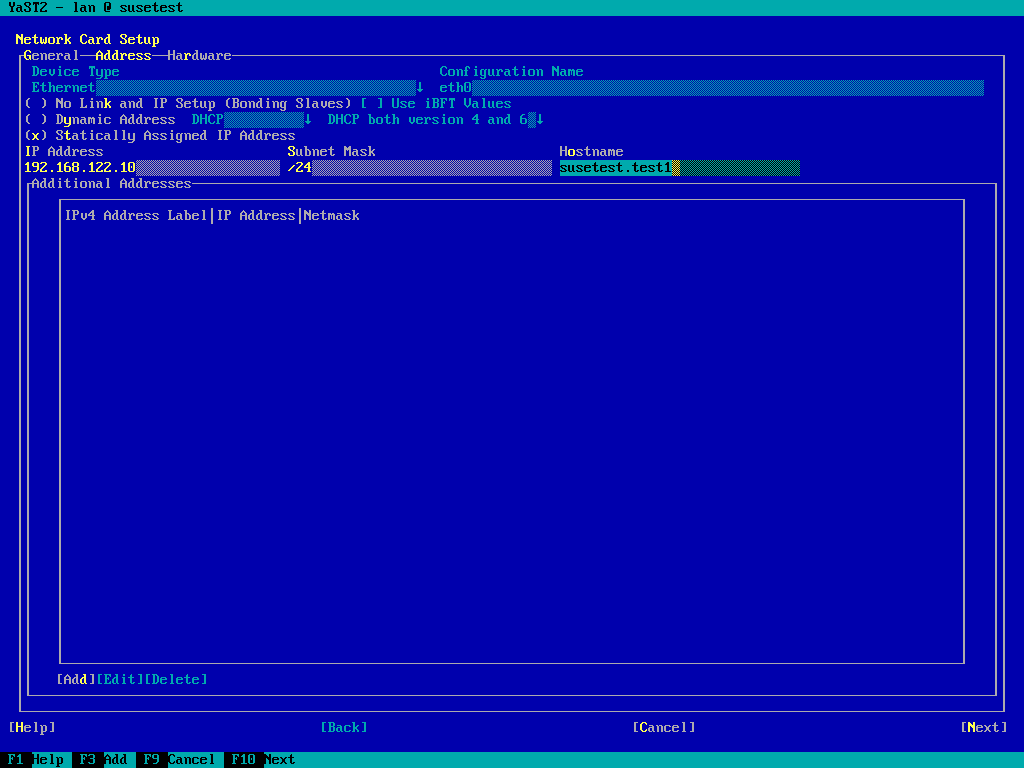 YaST2 - lan @ susetest
Network Card Setup
General Address Hardware
Device Type Configuration Name
Ethernet ↓ eth0
( ) No Link and IP Setup (Bonding Slaves) [ ] Use iBFT Values
( ) Dynamic Address DHCP ↓ DHCP both version 4 and 6 ↓
(x) Statically Assigned IP Address
IP Address Subnet Mask Hostname
192.168.122.10 /24 susetest.test1
Additional Addresses
IPv4 Address Label|IP Address|Netmask
[Add][Edit][Delete]
[Help] [Back] [Cancel] [Next]
F1 Help F3 Add F9 Cancel F10 Next